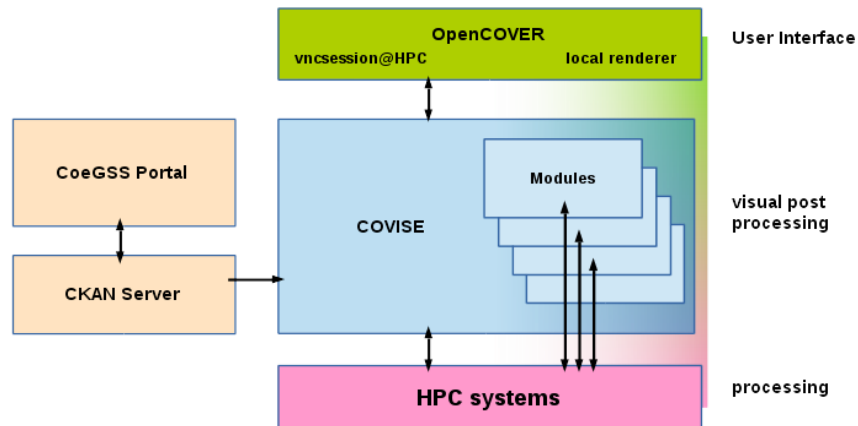 OpenCOVER
vncsession@HPC local renderer
User Interface
CoeGSS Portal
Modules
COVISE
visual post
processing
CKAN Server
HPC systems
processing